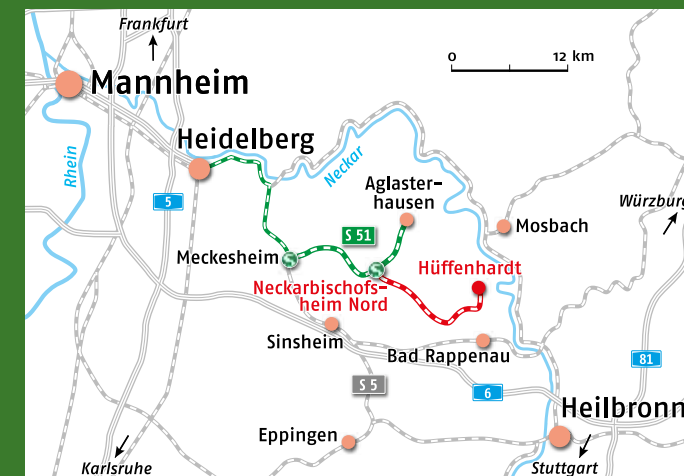 Frankfurt
0 12 km
Mannheim
Heidelberg
Rhein
Neckar
Aglaster-
hausen
5
Würzburg
S 51
Mosbach
Meckesheim
Hüffenhardt
Neckarbischofs-
heim Nord
Sinsheim
Bad Rappenau
81
S 5
6
Heilbronn
Eppingen
Karlsruhe
Stuttgart